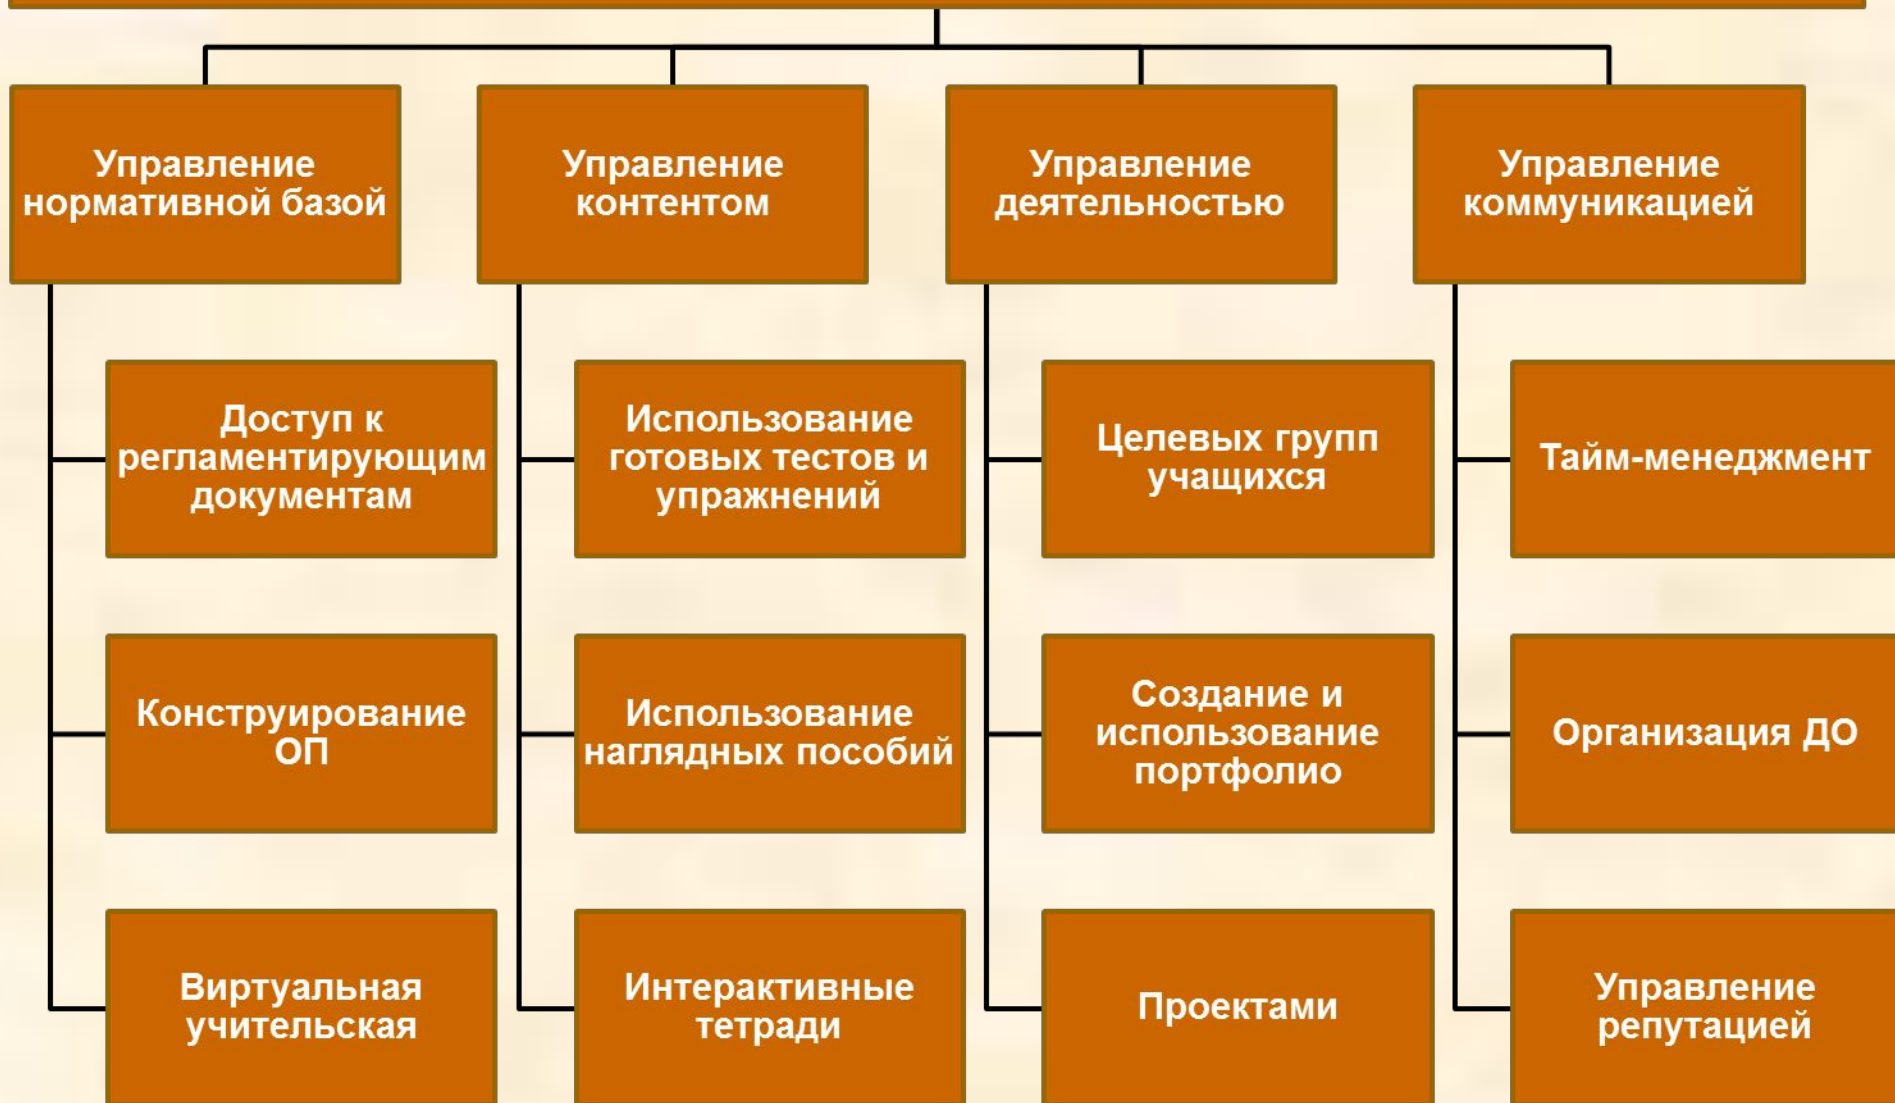 Управление
нормативной базой
Управление
контентом
Управление
деятельностью
Управление
коммуникацией
Доступ к
регламентирующим
документам
Использование
готовых тестов и
упражнений
Целевых групп
учащихся
Тайм-менеджмент
Конструирование
ОП
Использование
наглядных пособий
Создание и
использование
портфолио
Организация ДО
Виртуальная
учительская
Интерактивные
тетради
Проектами
Управление
репутацией